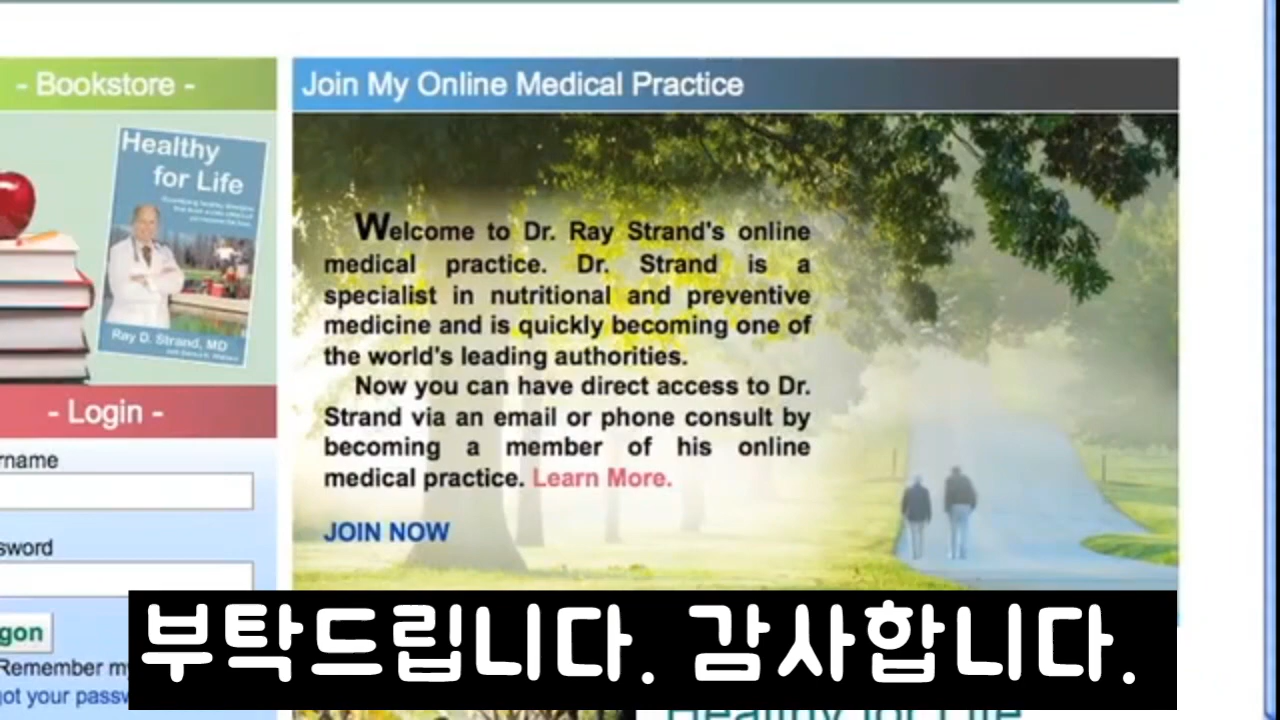 - Bookstore -
Healthy
for Life
Ray D. Strand, MD
- Login -
rname
sword
gon
Remember my
got your passw
Join My Online Medical Practice
Welcome to Dr. Ray Strand's online
medical practice. Dr. Strand is a
specialist in nutritional and preventive
medicine and is quickly becoming one of
the world's leading authorities.
Now you can have direct access to Dr.
Strand via an email or phone consult by
becoming a member of his online
medical practice. Learn More.
JOIN NOW
부탁드립니다. 감사합니다.
Healthy for Life